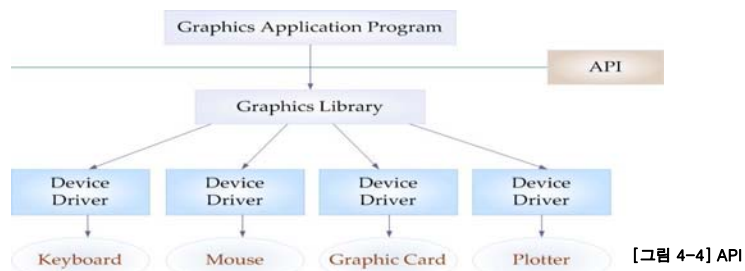 Graphics Application Program
API
Graphics Library
Device Driver
Device Driver
Device Driver
Device Driver
Keyboard
Mouse
Graphic Card
Plotter
[그림 4-4] API